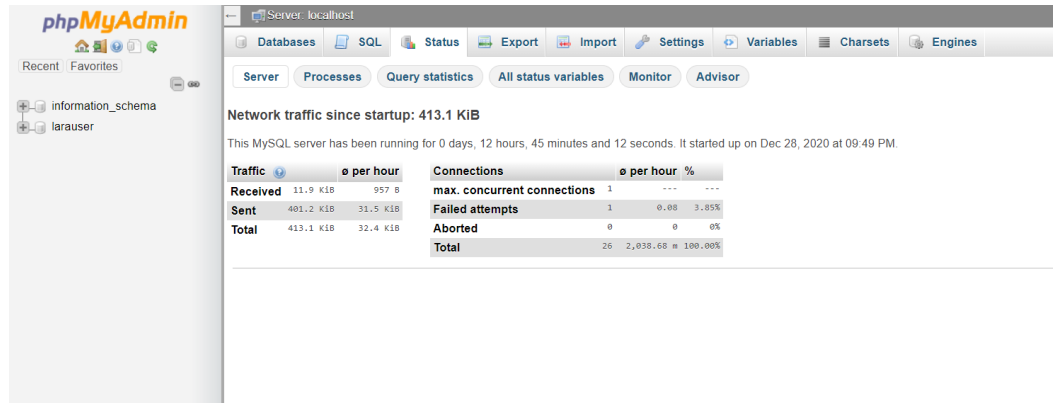 phpMyAdmin
Recent Favorites
information_schema
larauser
Server: localhost
Databases SQL Status Export Import Settings Variables Charsets Engines
Server Processes Query statistics All status variables Monitor Advisor
Network traffic since startup: 413.1 KiB
This MySQL server has been running for 0 days, 12 hours, 45 minutes and 12 seconds. It started up on Dec 28, 2020 at 09:49 PM.
Traffic ø per hour
Received 11.9 KiB 957 B
Sent 401.2 KiB 31.5 KiB
Total 413.1 KiB 32.4 KiB
Connections ø per hour %
max. concurrent connections 1 --- ---
Failed attempts 1 0.08 3.85%
Aborted 0 0 0%
Total 26 2,038.68 m 100.00%